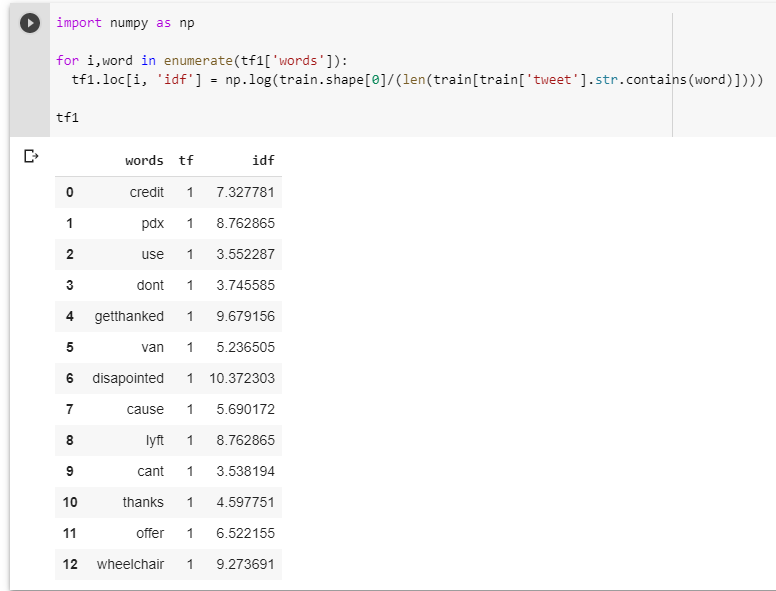 import numpy as np
for i,word in enumerate(tf1['words']):
  tf1.loc[i, 'idf'] = np.log(train.shape[0]/(len(train[train['tweet'].str.contains(word)])))
tf1
words tf idf
0 credit 1 7.327781
1 pdx 1 8.762865
2 use 1 3.552287
3 dont 1 3.745585
4 getthanked 1 9.679156
5 van 1 5.236505
6 disapointed 1 10.372303
7 cause 1 5.690172
8 lyft 1 8.762865
9 cant 1 3.538194
10 thanks 1 4.597751
11 offer 1 6.522155
12 wheelchair 1 9.273691